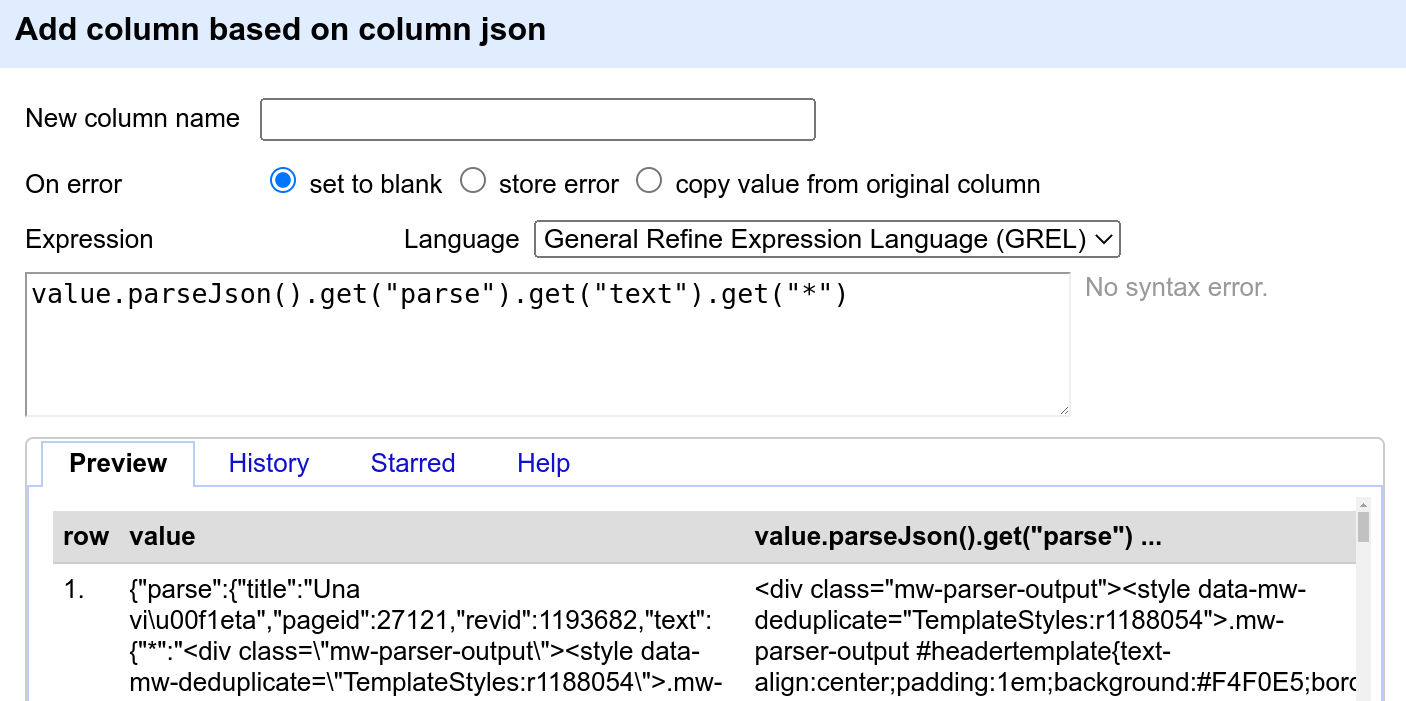 Add column based on column json
New column name
On error set to blank store error copy value from original column
Expression Language General Refine Expression Language (GREL)
value.parseJson().get("parse").get("text").get("*") No syntax error.
Preview History Starred Help
row value value.parseJson().get("parse") ...
1. {"parse":{"title":"Una <div class="mw-parser-output"><style data-mw-
vi\u00f1eta","pageid":27121,"revid":1193682,"text": deduplicate="TemplateStyles:r1188054">.mw-
{"*":"<div class=\"mw-parser-output\"><style data- parser-output #headertemplate{text-
mw-deduplicate=\"TemplateStyles:r1188054\">.mw- align:center;padding:1em;background:#F4F0E5;